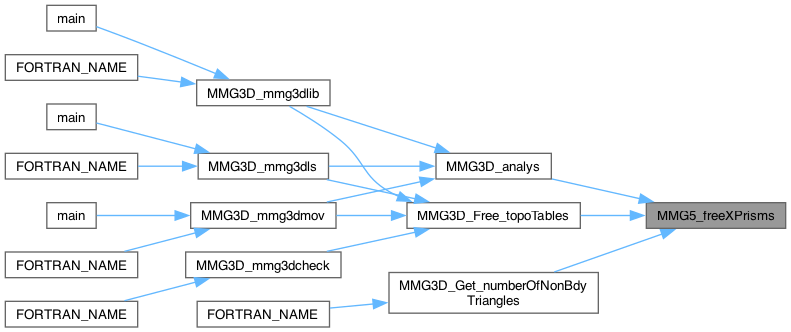 main
FORTRAN_NAME
MMG3D_mmg3dlib
main
FORTRAN_NAME
MMG3D_mmg3dls
MMG3D_analys
main
MMG3D_mmg3dmov
MMG3D_Free_topoTables
MMG5_freeXPrisms
FORTRAN_NAME
MMG3D_mmg3dcheck
MMG3D_Get_numberOfNonBdy
Triangles
FORTRAN_NAME
FORTRAN_NAME